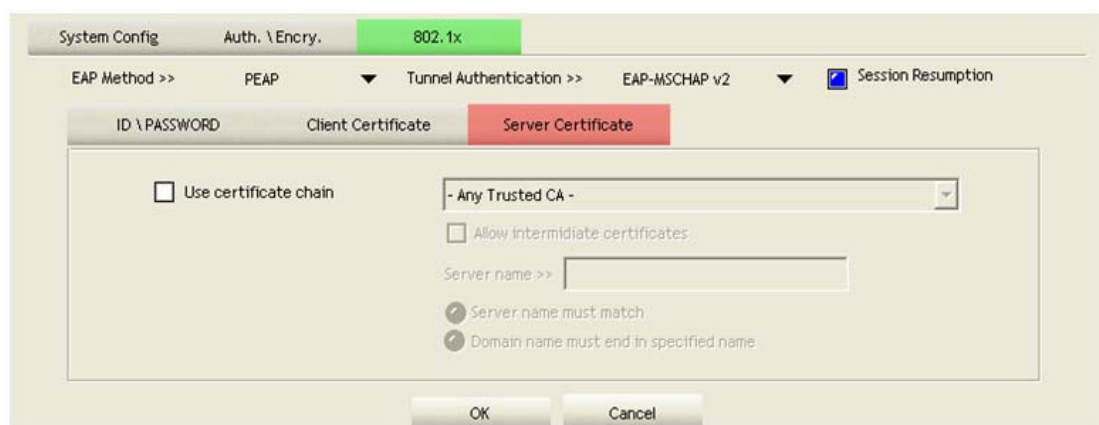 System Config Auth. \ Encry. 802.1x
EAP Method >> PEAP Tunnel Authentication >> EAP-MSCHAP v2 Session Resumption
ID \ PASSWORD Client Certificate Server Certificate
Use certificate chain - Any Trusted CA -
Allow intermidiate certificates
Server name >>
Server name must match
Domain name must end in specified name
OK Cancel